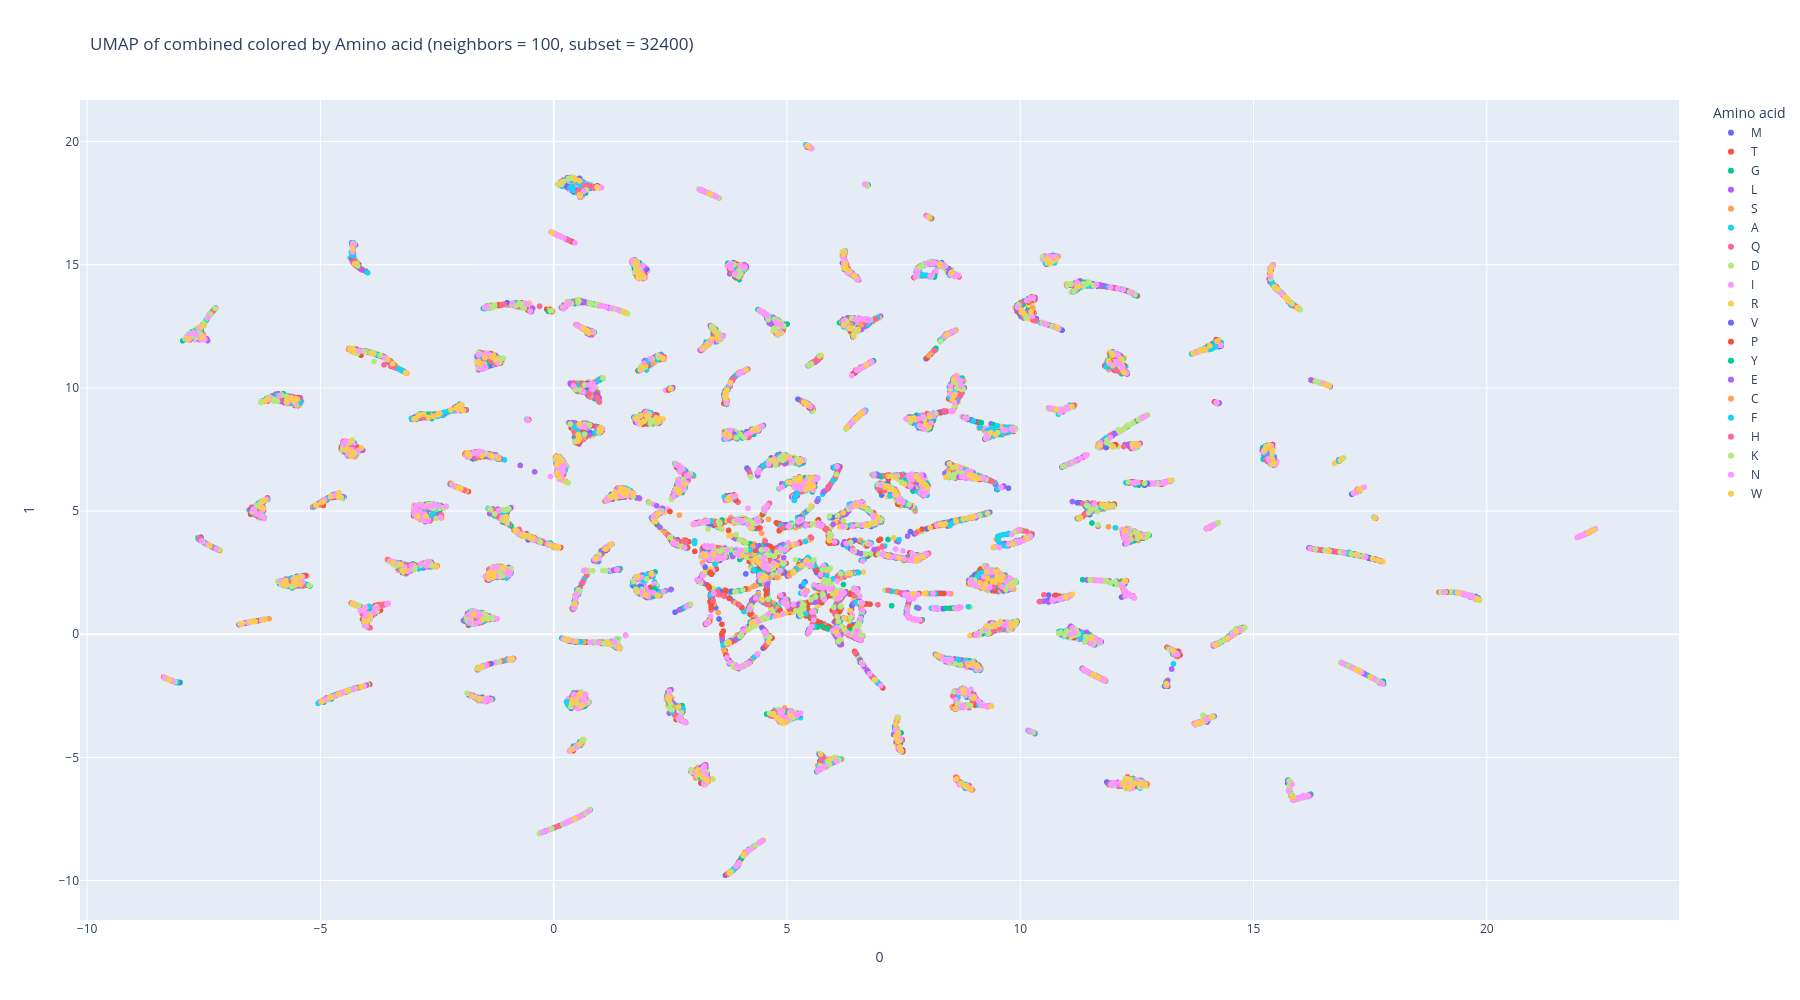 UMAP of combined colored by Amino acid (neighbors = 100, subset = 32400)
Amino acid
M
T
G
L
S
A
Q
D
I
R
V
P
Y
E
C
F
H
K
N
W
20
15
10
5
0
−5
−10
1
−10
−5
0
5
10
15
20
0